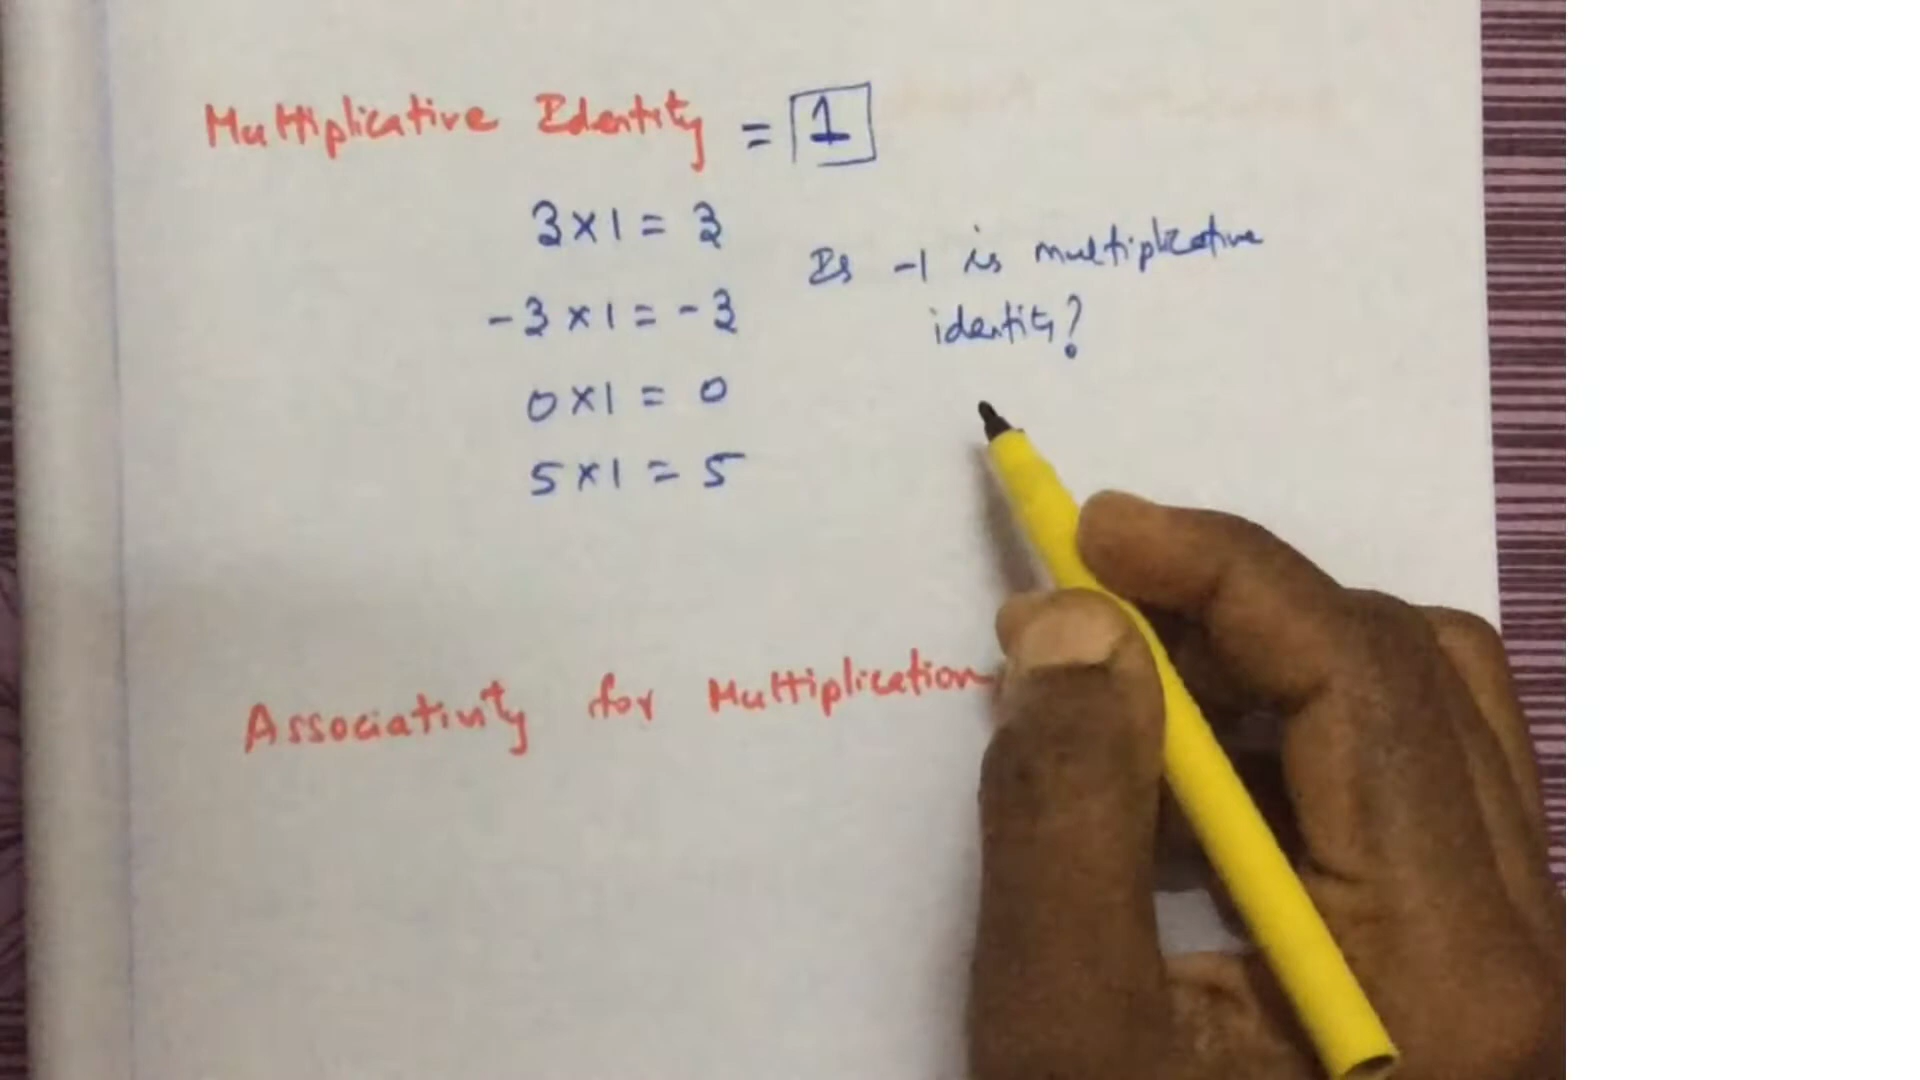 Multiplicative Identity = 1
3 × 1 = 3
- 3 × 1 = - 3
0 × 1 = 0
5 × 1 = 5
Is -1 is multiplicative
identity?
Associativity for Multiplication